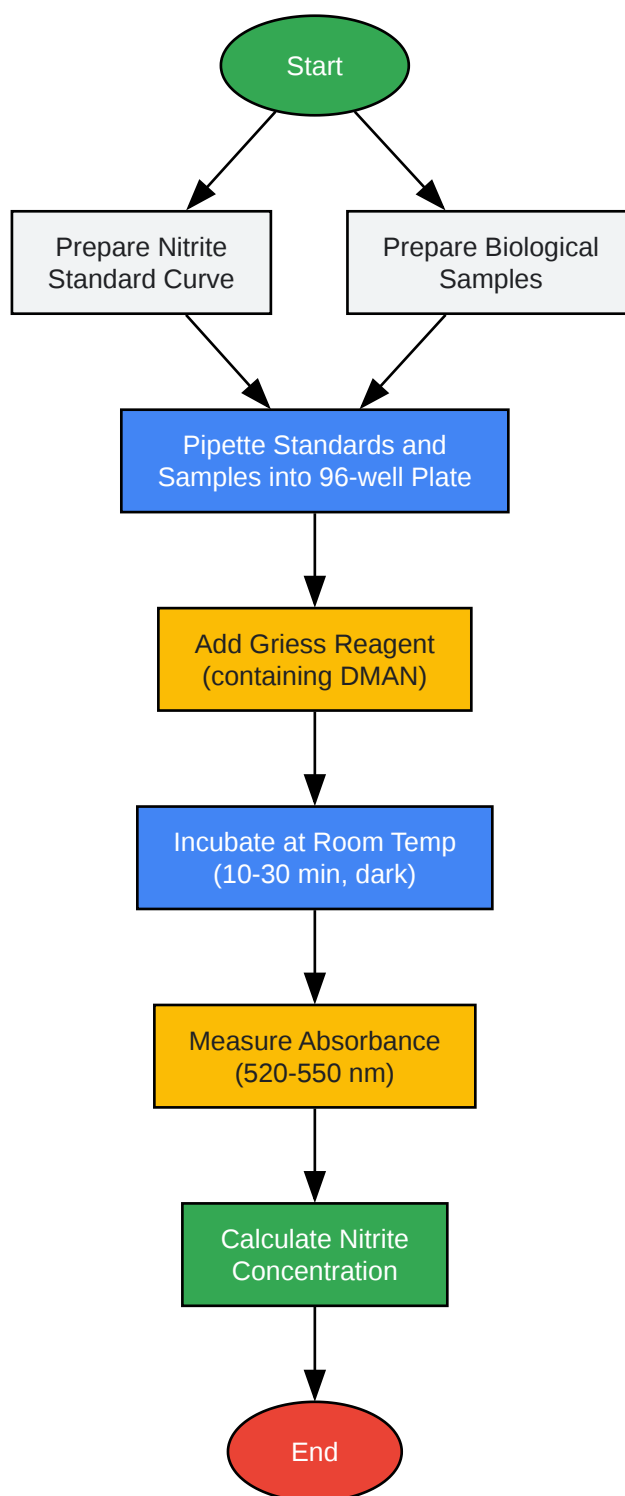 Start
Prepare Nitrite
Standard Curve
Prepare Biological
Samples
Pipette Standards and
Samples into 96-well Plate
Add Griess Reagent
(containing DMAN)
Incubate at Room Temp
(10-30 min, dark)
Measure Absorbance
(520-550 nm)
Calculate Nitrite
Concentration
End